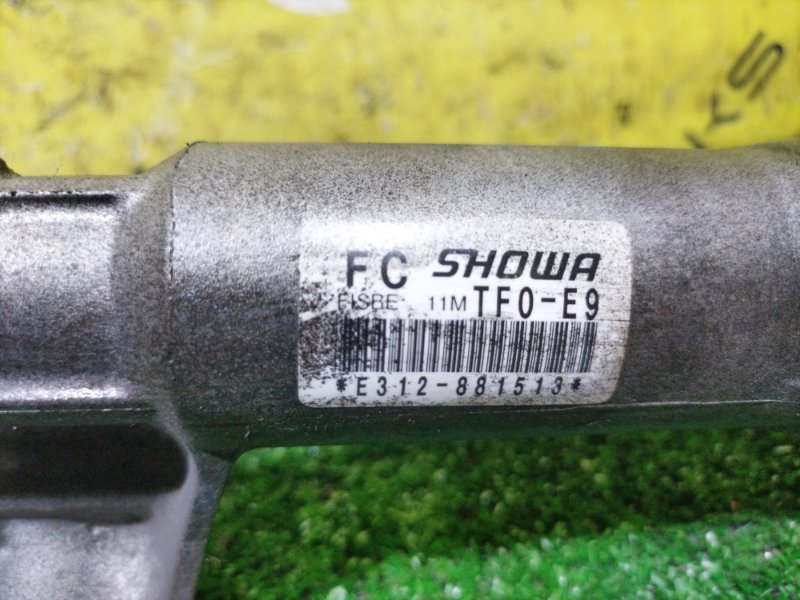 FC SHOWA
11M TF0-E9
*E312-881513*